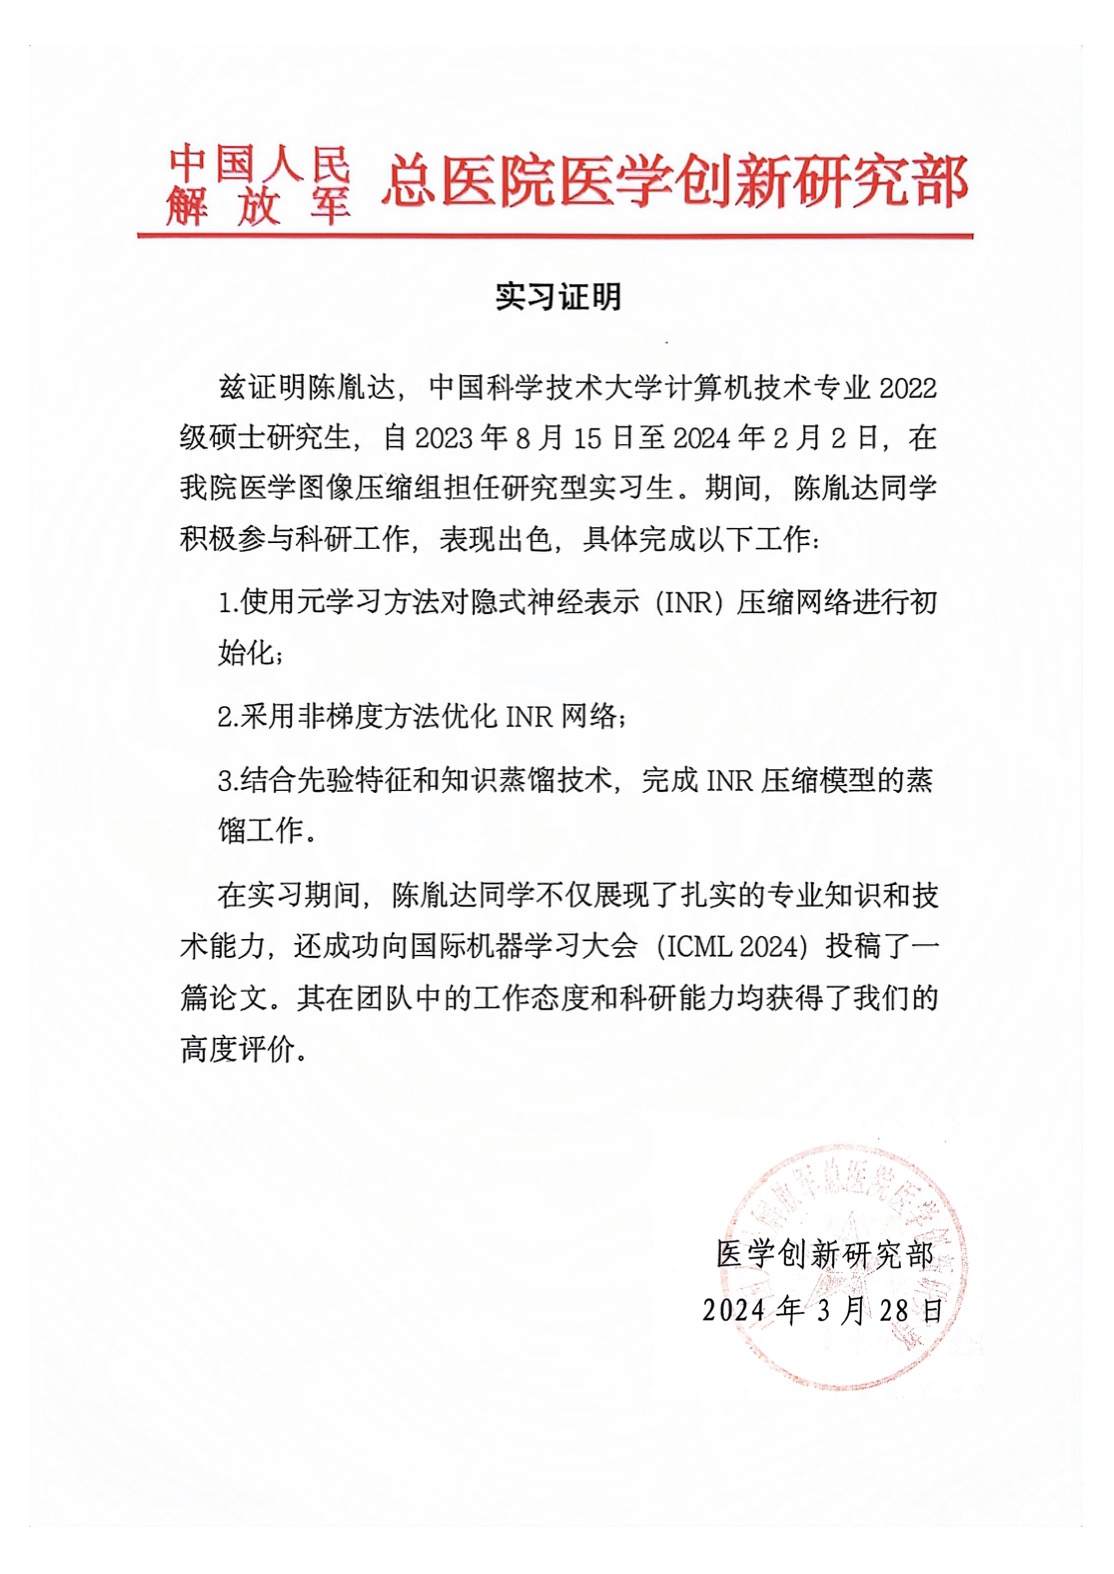 中国人民解放军 总医院医学创新研究部
实习证明
兹证明陈胤达，中国科学技术大学计算机技术专业 2022
级硕士研究生，自 2023 年 8 月 15 日至 2024 年 2 月 2 日，在
我院医学图像压缩组担任研究型实习生。期间，陈胤达同学
积极参与科研工作，表现出色，具体完成以下工作：
1.使用元学习方法对隐式神经表示（INR）压缩网络进行初
始化；
2.采用非梯度方法优化 INR 网络；
3.结合先验特征和知识蒸馏技术，完成 INR 压缩模型的蒸
馏工作。
在实习期间，陈胤达同学不仅展现了扎实的专业知识和技
术能力，还成功向国际机器学习大会（ICML 2024）投稿了一
篇论文。其在团队中的工作态度和科研能力均获得了我们的
高度评价。
医学创新研究部
2024 年 3 月 28 日